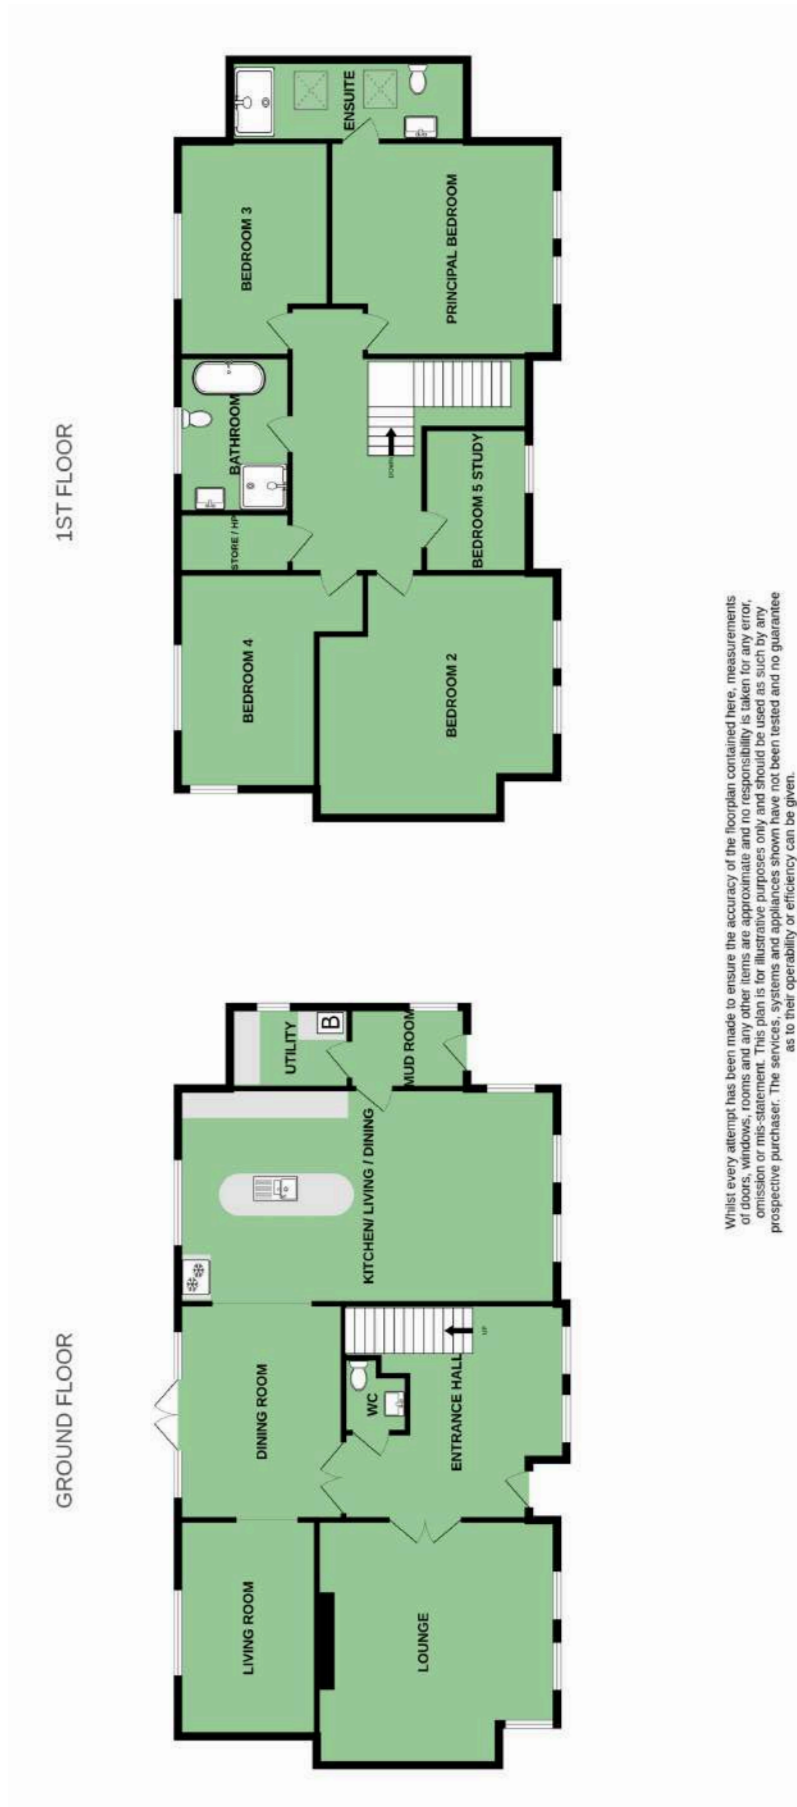 GROUND FLOOR
1ST FLOOR
LIVING ROOM
DINING ROOM
KITCHEN/ LIVING / DINING
UTILITY
B
MUD ROOM
LOUNGE
WC
ENTRANCE HALL
UP
BEDROOM 4
STORE / HP
BATHROOM
BEDROOM 3
ENSUITE
BEDROOM 2
BEDROOM 5 STUDY
DOWN
PRINCIPAL BEDROOM
Whilst every attempt has been made to ensure the accuracy of the floorplan contained here, measurements
of doors, windows, rooms and any other items are approximate and no responsibility is taken for any error,
omission or mis-statement. This plan is for illustrative purposes only and should be used as such by any
prospective purchaser. The services, systems and appliances shown have not been tested and no guarantee
as to their operability or efficiency can be given.